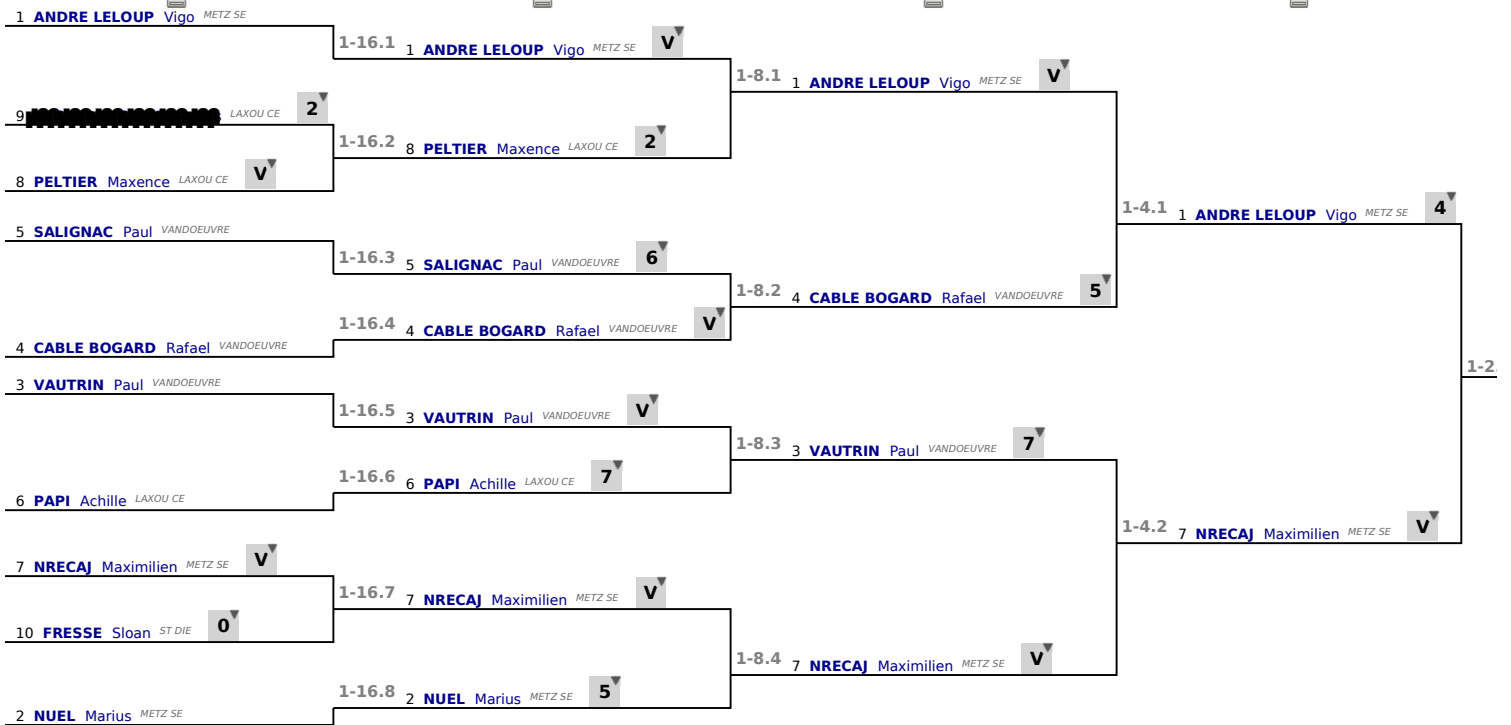 1 ANDRE LELOUP Vigo METZ SE
9 LAXOU CE 2
8 PELTIER Maxence LAXOU CE V
5 SALIGNAC Paul VANDOEUVRE
4 CABLE BOGARD Rafael VANDOEUVRE
3 VAUTRIN Paul VANDOEUVRE
6 PAPI Achille LAXOU CE
7 NRECAJ Maximilien METZ SE V
10 FRESSE Sloan ST DIE 0
2 NUEL Marius METZ SE
1-16.1 1 ANDRE LELOUP Vigo METZ SE V
1-16.2 8 PELTIER Maxence LAXOU CE 2
1-16.3 5 SALIGNAC Paul VANDOEUVRE 6
1-16.4 4 CABLE BOGARD Rafael VANDOEUVRE V
1-16.5 3 VAUTRIN Paul VANDOEUVRE V
1-16.6 6 PAPI Achille LAXOU CE 7
1-16.7 7 NRECAJ Maximilien METZ SE V
1-16.8 2 NUEL Marius METZ SE 5
1-8.1 1 ANDRE LELOUP Vigo METZ SE V
1-8.2 4 CABLE BOGARD Rafael VANDOEUVRE 5
1-8.3 3 VAUTRIN Paul VANDOEUVRE 7
1-8.4 7 NRECAJ Maximilien METZ SE V
1-4.1 1 ANDRE LELOUP Vigo METZ SE 4
1-4.2 7 NRECAJ Maximilien METZ SE V
1-2.